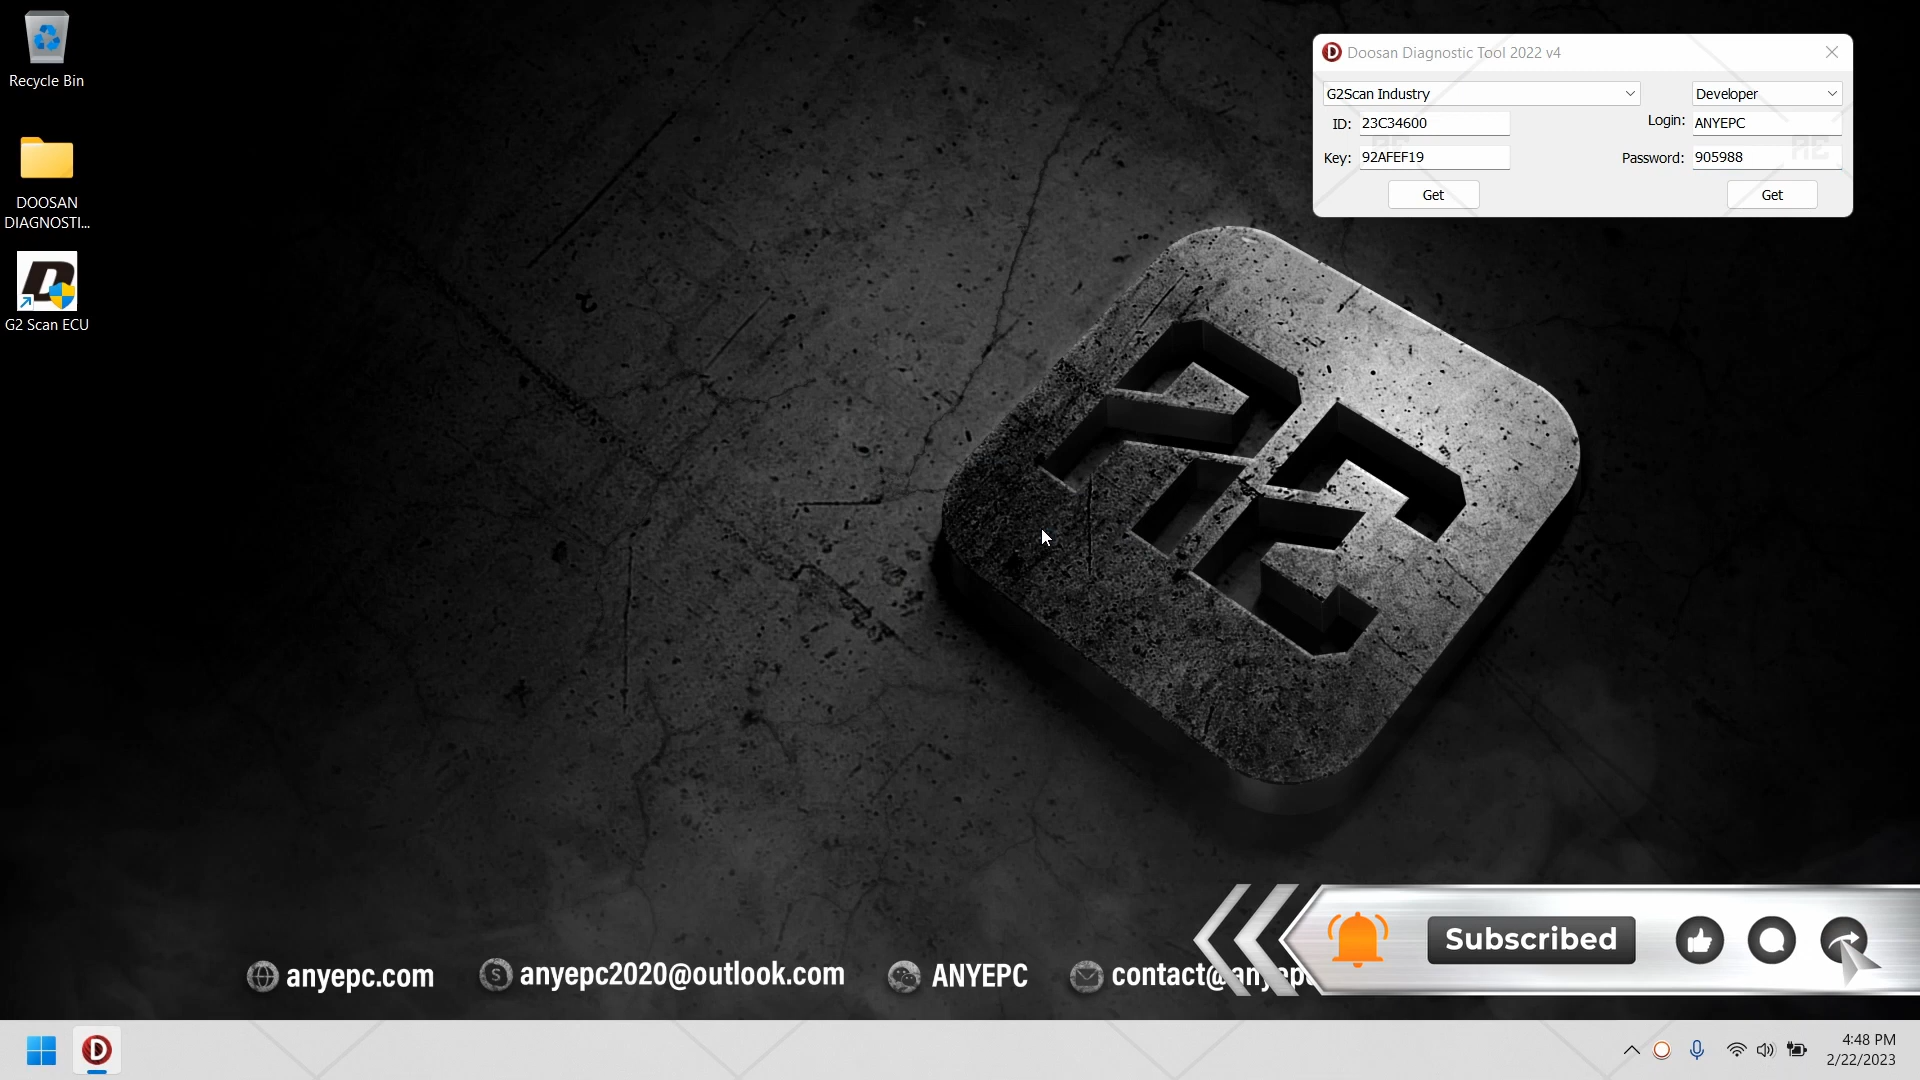 Recycle Bin
DOOSAN
DIAGNOSTI...
G2 Scan ECU
Doosan Diagnostic Tool 2022 v4
G2Scan Industry
Developer
ID: 23C34600
Login: ANYEPC
Key: 92AFEF19
Password: 905988
Get
Get
Subscribed
anyepc.com
anyepc2020@outlook.com
ANYEPC
contact@anyepc
4:48 PM
2/22/2023